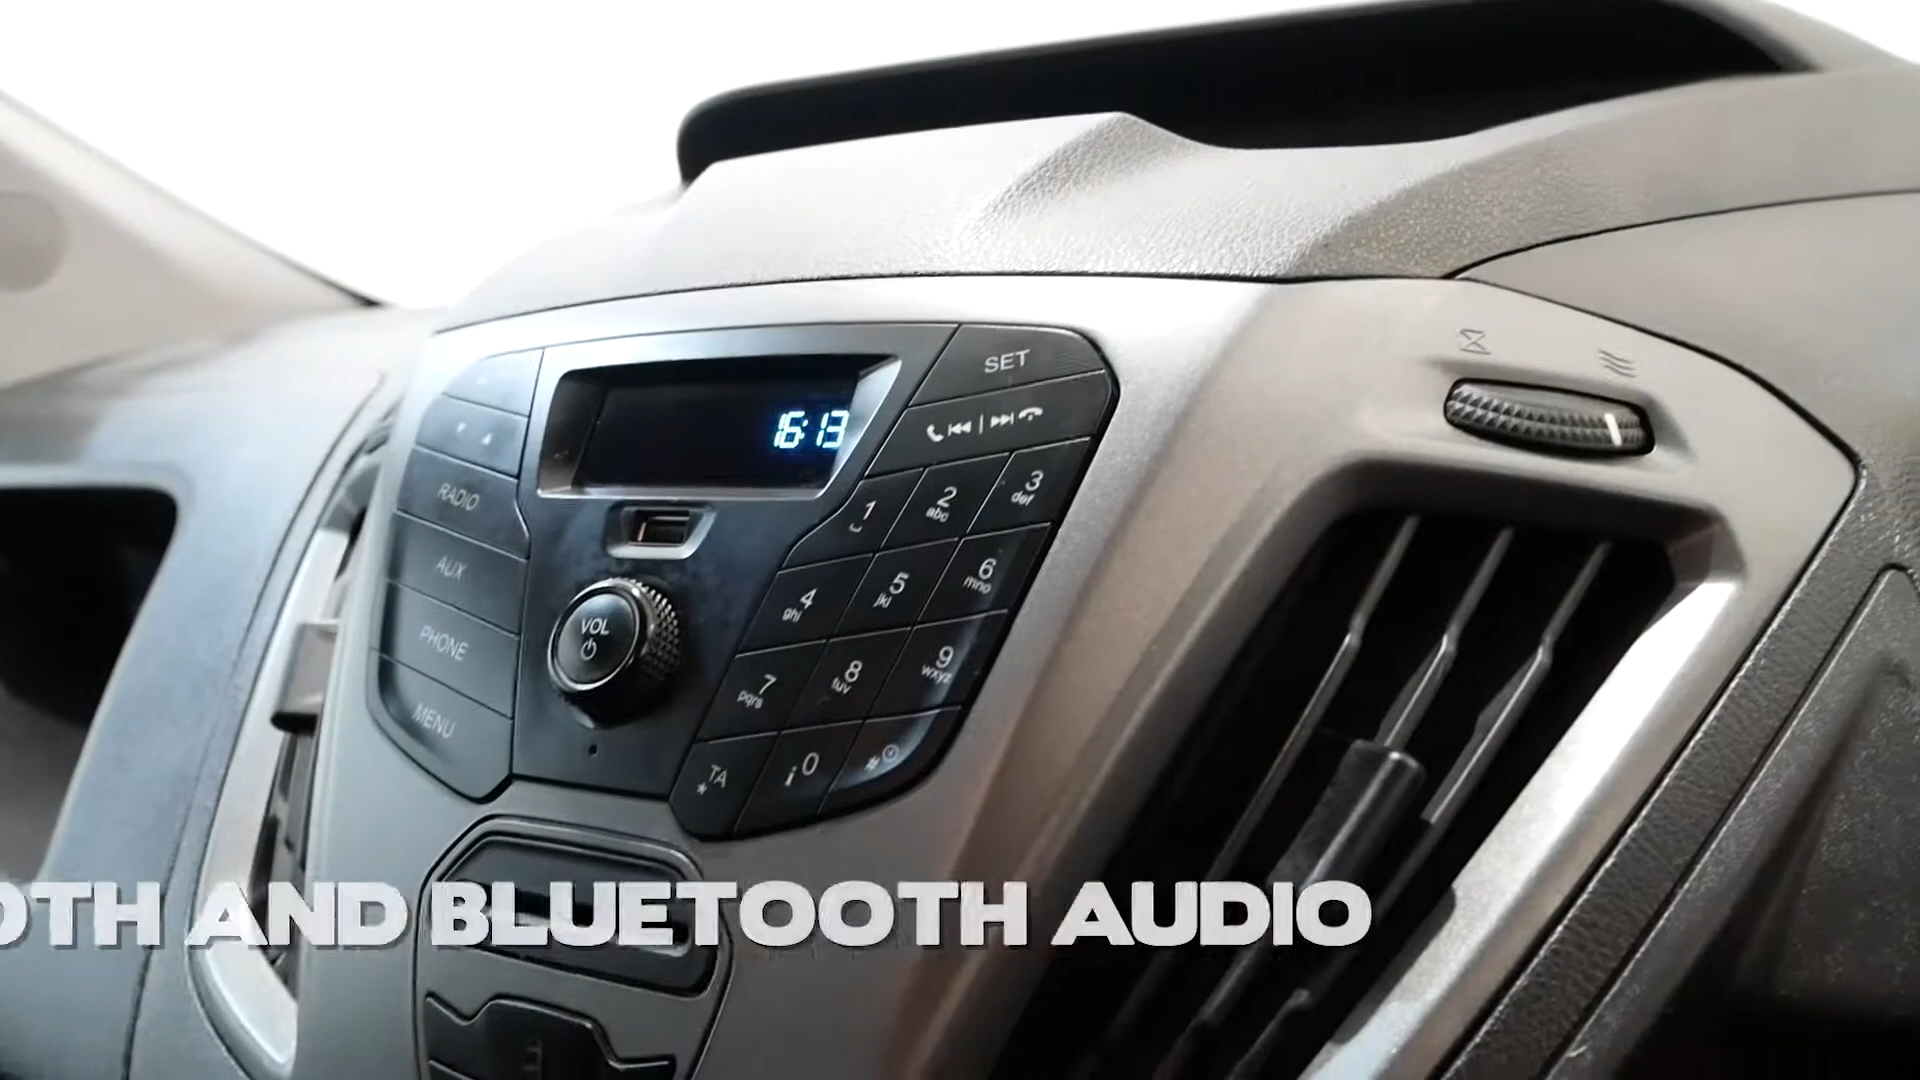 16:13
SET
RADIO
1
2 abc
3 def
AUX
4 ghi
5 jkl
6 mno
VOL
PHONE
7 pqrs
8 tuv
9 wxyz
MENU
* TA
i 0
#
OTH AND BLUETOOTH AUDIO